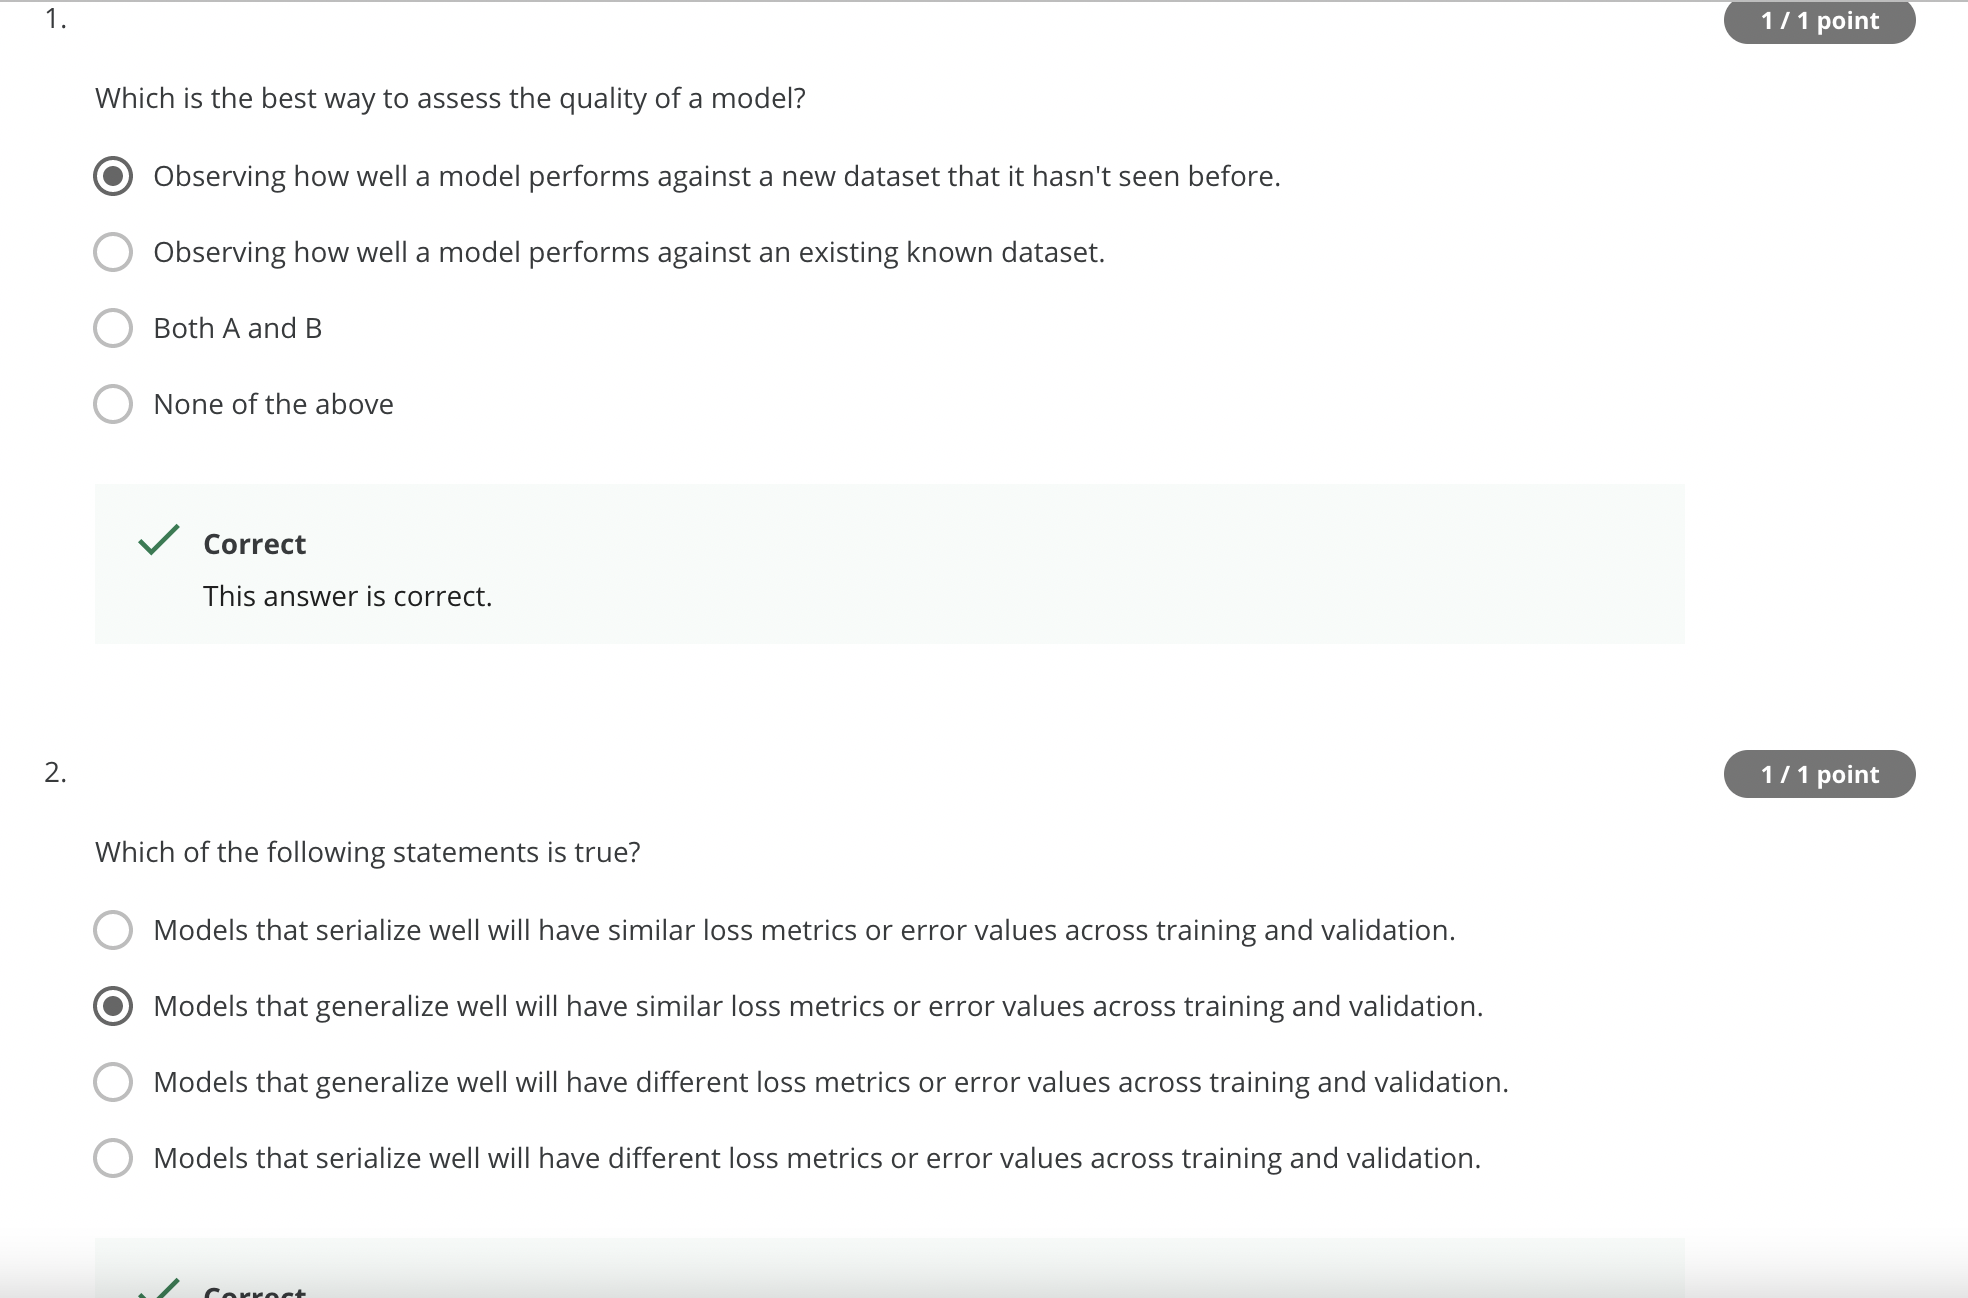 1.
1 / 1 point
Which is the best way to assess the quality of a model?
Observing how well a model performs against a new dataset that it hasn't seen before.
Observing how well a model performs against an existing known dataset.
Both A and B
None of the above
Correct
This answer is correct.
2.
1 / 1 point
Which of the following statements is true?
Models that serialize well will have similar loss metrics or error values across training and validation.
Models that generalize well will have similar loss metrics or error values across training and validation.
Models that generalize well will have different loss metrics or error values across training and validation.
Models that serialize well will have different loss metrics or error values across training and validation.
Correct